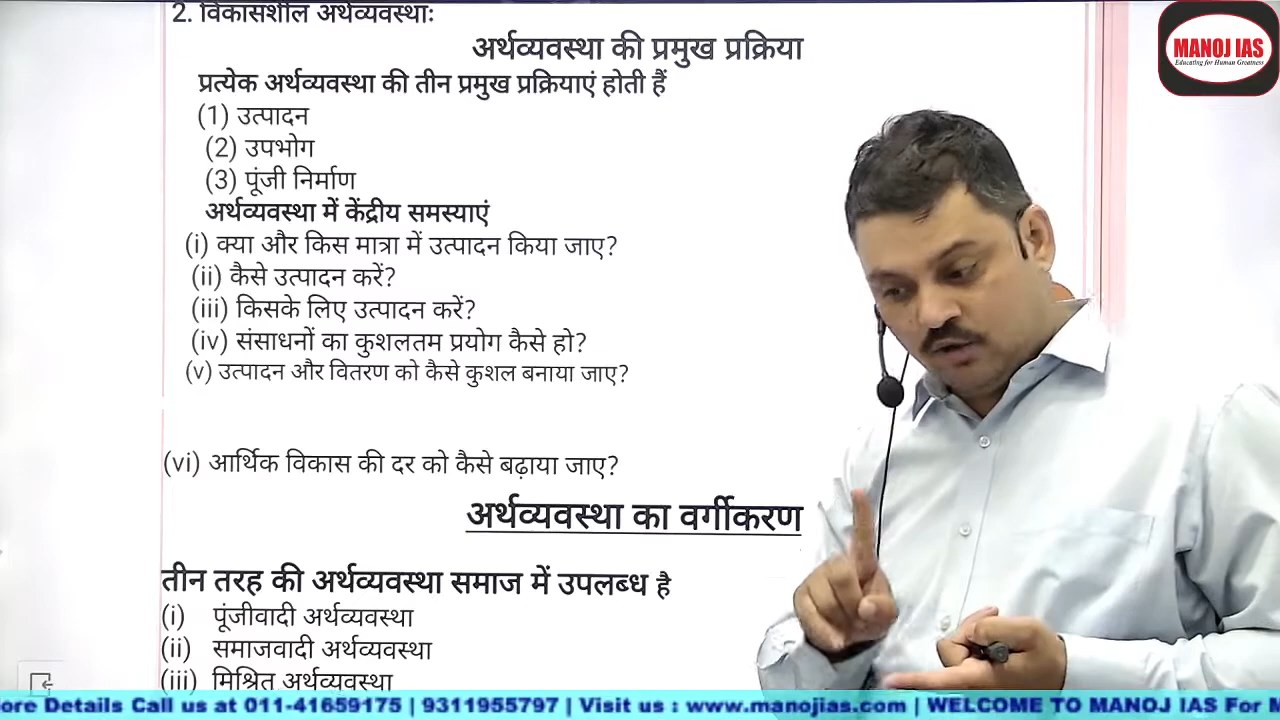 2. विकासशील अर्थव्यवस्थाः
अर्थव्यवस्था की प्रमुख प्रक्रिया
प्रत्येक अर्थव्यवस्था की तीन प्रमुख प्रक्रियाएं होती हैं
(1) उत्पादन
(2) उपभोग
(3) पूंजी निर्माण
अर्थव्यवस्था में केंद्रीय समस्याएं
(i) क्या और किस मात्रा में उत्पादन किया जाए?
(ii) कैसे उत्पादन करें?
(iii) किसके लिए उत्पादन करें?
(iv) संसाधनों का कुशलतम प्रयोग कैसे हो?
(v) उत्पादन और वितरण को कैसे कुशल बनाया जाए?
(vi) आर्थिक विकास की दर को कैसे बढ़ाया जाए?
अर्थव्यवस्था का वर्गीकरण
तीन तरह की अर्थव्यवस्था समाज में उपलब्ध है
(i) पूंजीवादी अर्थव्यवस्था
(ii) समाजवादी अर्थव्यवस्था
(iii) मिश्रित अर्थव्यवस्था
MANOJ IAS
Educating for Human Greatness
ore Details Call us at 011-41659175 | 9311955797 | Visit us : www.manojias.com | WELCOME TO MANOJ IAS For M